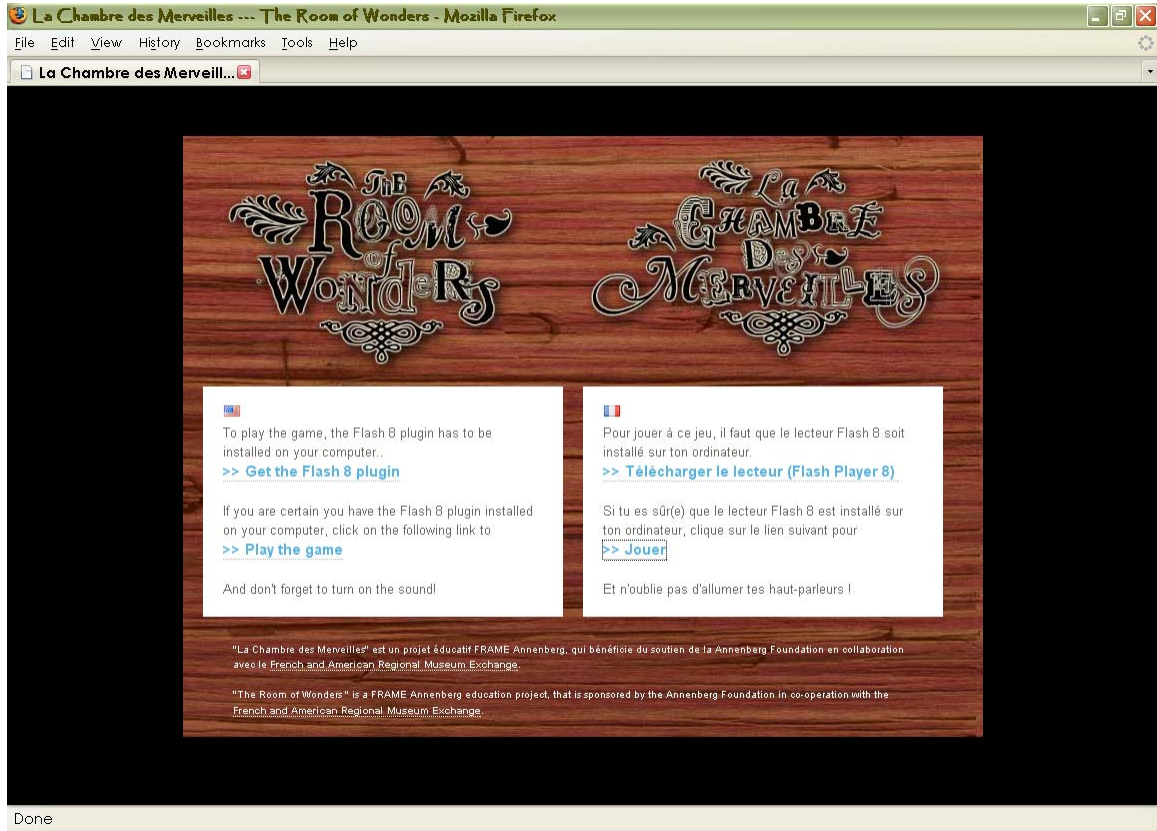 La Chambre des Merveilles --- The Room of Wonders - Mozilla Firefox
File Edit View History Bookmarks Tools Help
La Chambre des Merveill...
The
Room
of
Wonders
La
Chambre
Des
Merveilles
To play the game, the Flash 8 plugin has to be
installed on your computer..
>> Get the Flash 8 plugin
If you are certain you have the Flash 8 plugin installed
on your computer, click on the following link to
>> Play the game
And don't forget to turn on the sound!
Pour jouer à ce jeu, il faut que le lecteur Flash 8 soit
installé sur ton ordinateur.
>> Télécharger le lecteur (Flash Player 8)
Si tu es sûr(e) que le lecteur Flash 8 est installé sur
ton ordinateur, clique sur le lien suivant pour
>> Jouer
Et n'oublie pas d'allumer tes haut-parleurs !
"La Chambre des Merveilles" est un projet éducatif FRAME Annenberg, qui bénéficie du soutien de la Annenberg Foundation en collaboration
avec le French and American Regional Museum Exchange.
"The Room of Wonders" is a FRAME Annenberg education project, that is sponsored by the Annenberg Foundation in co-operation with the
French and American Regional Museum Exchange.
Done